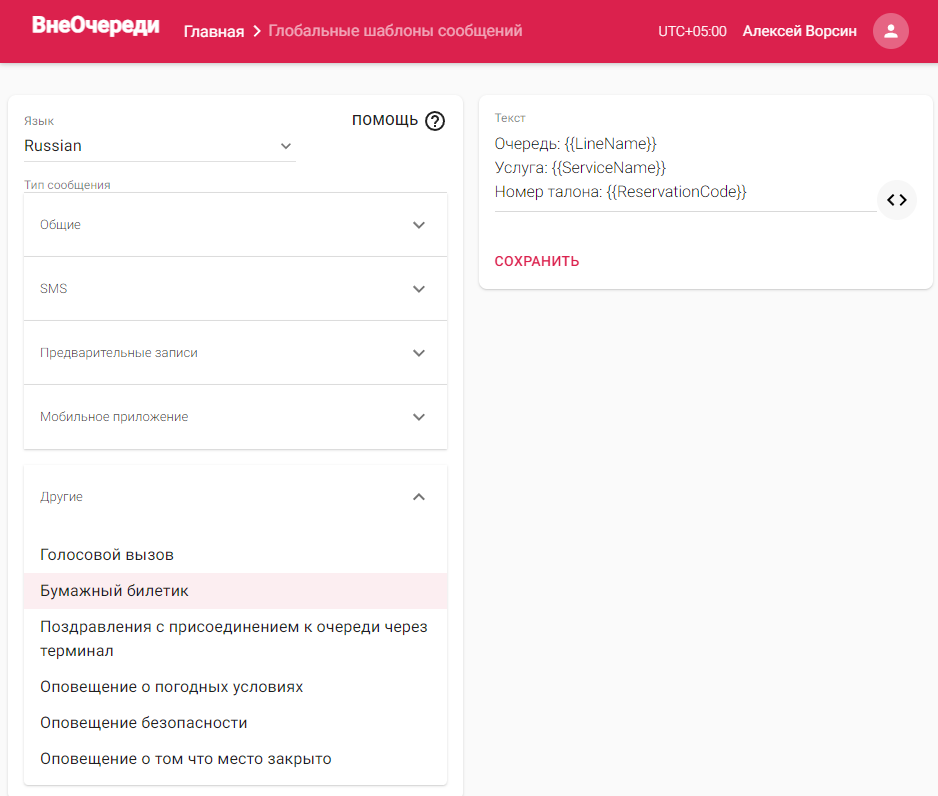 ВнеОчереди
Главная
Глобальные шаблоны сообщений
UTC+05:00
Алексей Ворсин
Язык
ПОМОЩЬ
Russian
Тип сообщения
Общие
SMS
Предварительные записи
Мобильное приложение
Другие
Голосовой вызов
Бумажный билетик
Поздравления с присоединением к очереди через
терминал
Оповещение о погодных условиях
Оповещение безопасности
Оповещение о том что место закрыто
Текст
Очередь: {{LineName}}
Услуга: {{ServiceName}}
Номер талона: {{ReservationCode}}
СОХРАНИТЬ